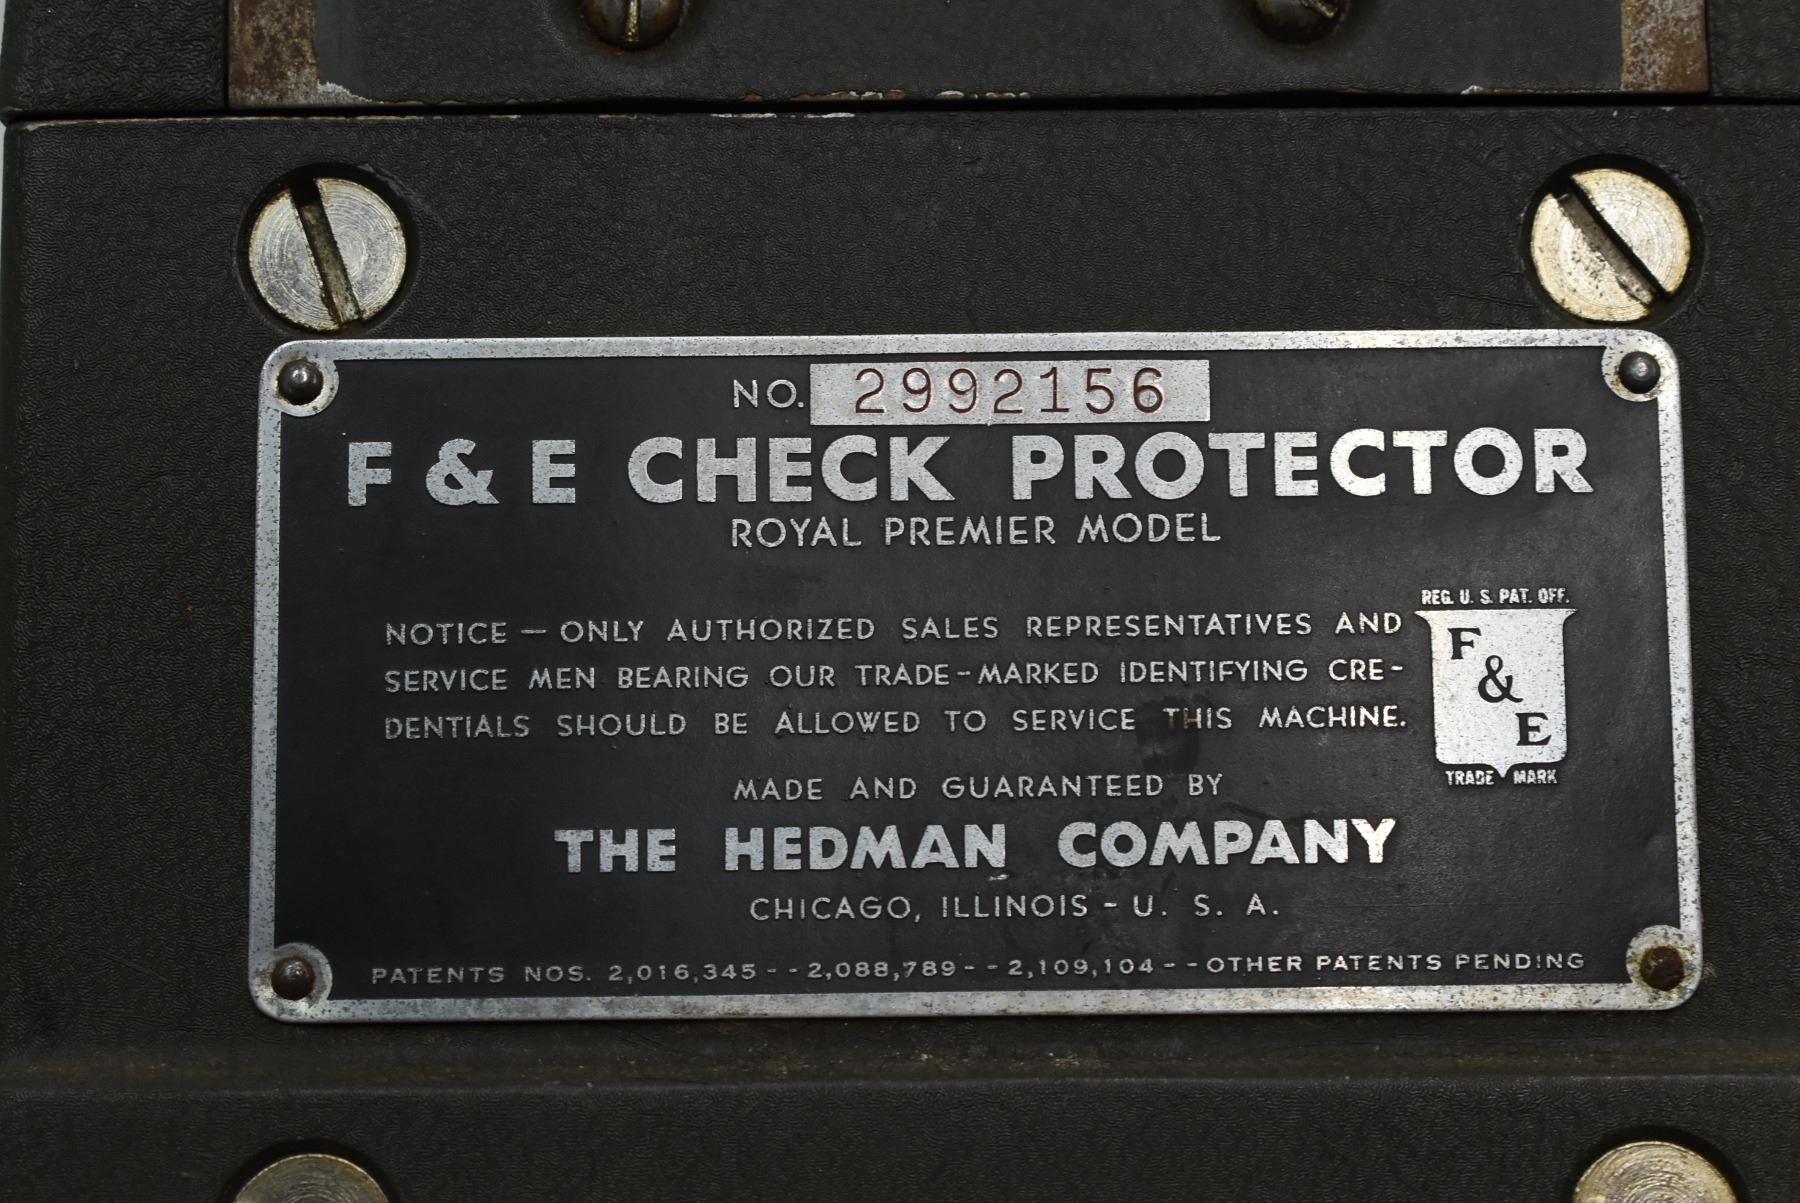 NO. 2992156
F & E CHECK PROTECTOR
ROYAL PREMIER MODEL
NOTICE — ONLY AUTHORIZED SALES REPRESENTATIVES AND
SERVICE MEN BEARING OUR TRADE-MARKED IDENTIFYING CRE-
DENTIALS SHOULD BE ALLOWED TO SERVICE THIS MACHINE.
REG. U. S. PAT. OFF.
F
&
E
TRADE MARK
MADE AND GUARANTEED BY
THE HEDMAN COMPANY
CHICAGO, ILLINOIS - U. S. A.
PATENTS NOS. 2,016,345 - - 2,088,789 - - 2,109,104 - - OTHER PATENTS PENDING